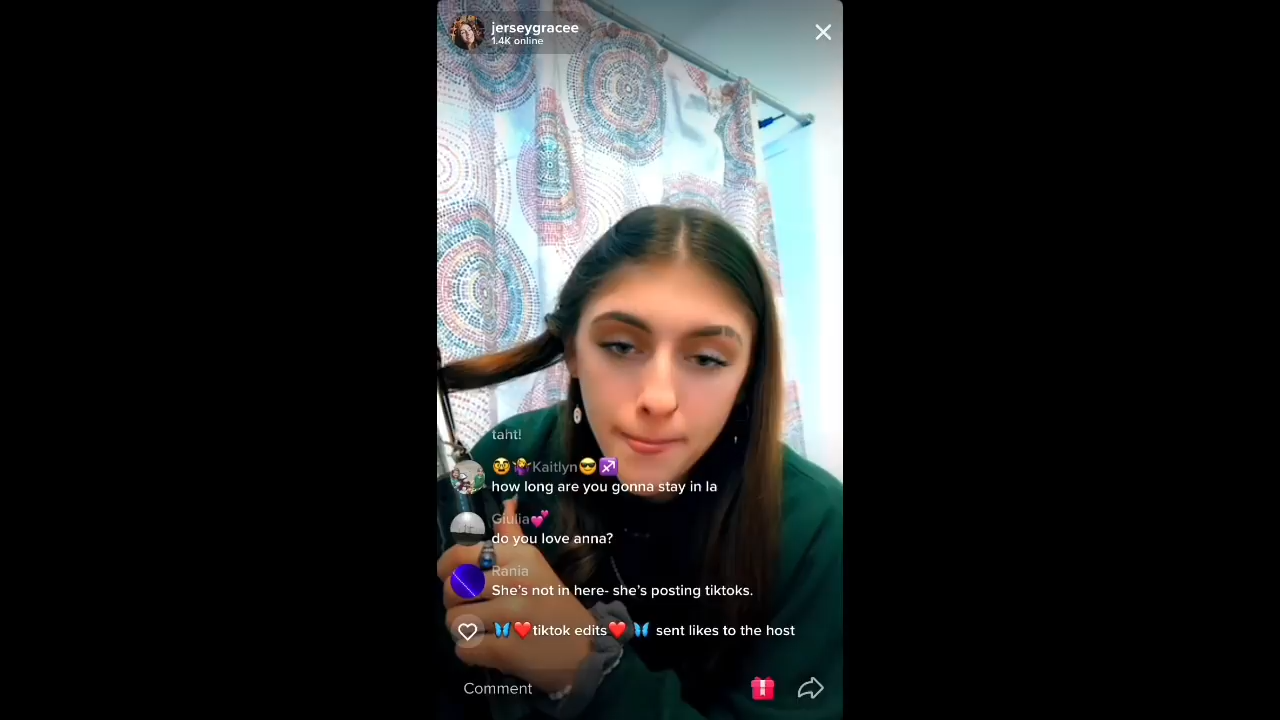 jerseygracee
1.4K online
taht!
🥸🤷‍♀️Kaitlyn😎♐
how long are you gonna stay in la
Giulia💕
do you love anna?
Rania
She's not in here- she's posting tiktoks.
🦋❤️tiktok edits❤️🦋 sent likes to the host
Comment